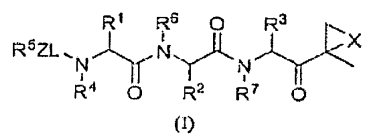 R¹ R⁶ R³
O
R⁵ZL N N X
N N
R⁴ O R² R⁷ O
(I)